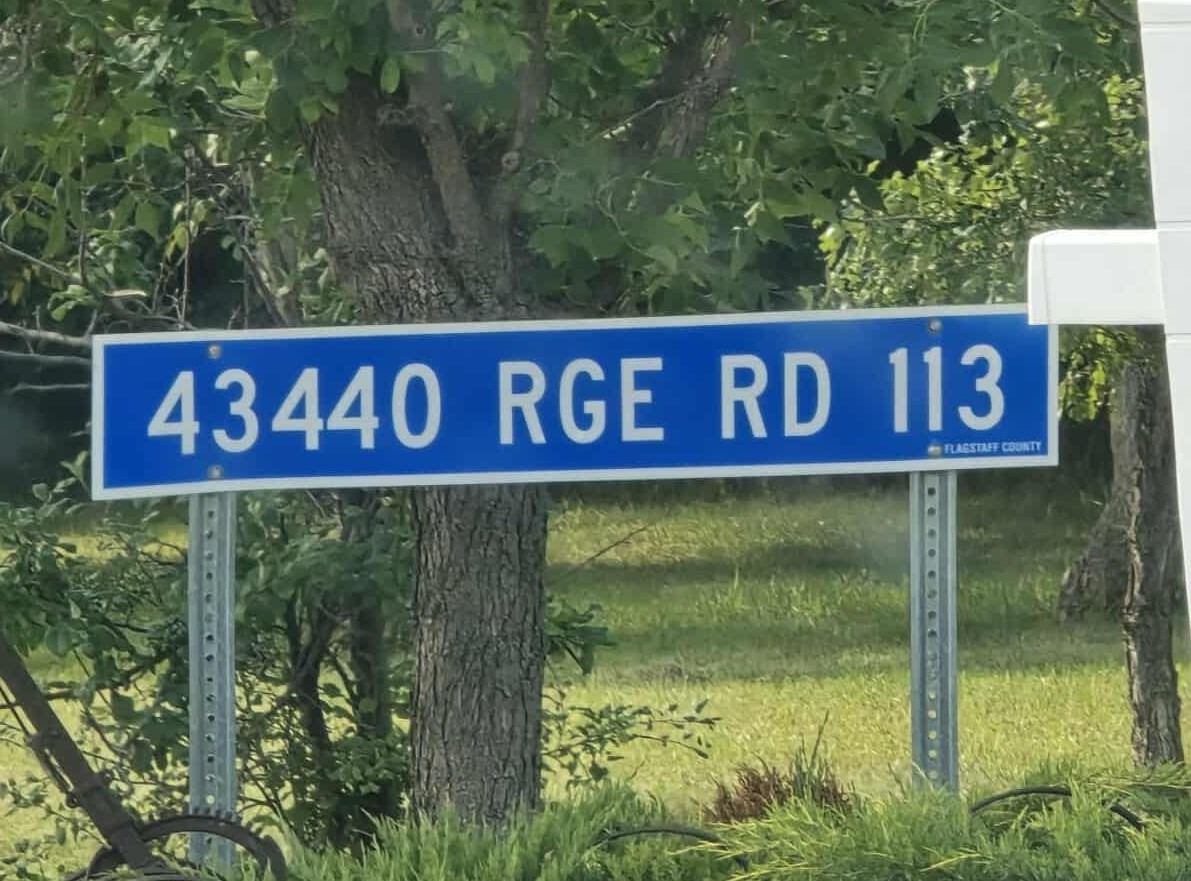 43440 RGE RD 113
FLAGSTAFF COUNTY